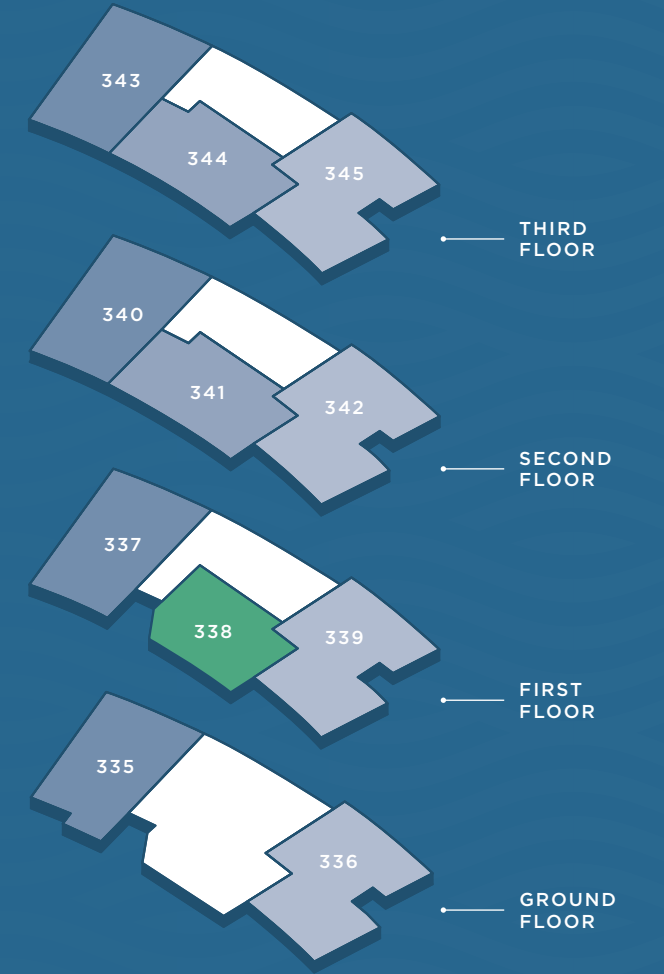 343
344
345
THIRD
FLOOR
340
341
342
SECOND
FLOOR
337
338
339
FIRST
FLOOR
335
336
GROUND
FLOOR